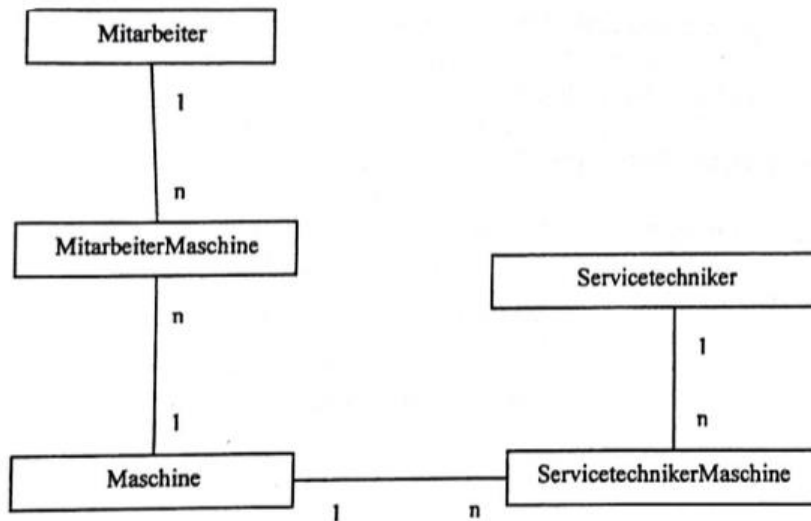 Mitarbeiter
1
n
MitarbeiterMaschine
n
1
Maschine
1
n
Servicetechniker
1
n
ServicetechnikerMaschine